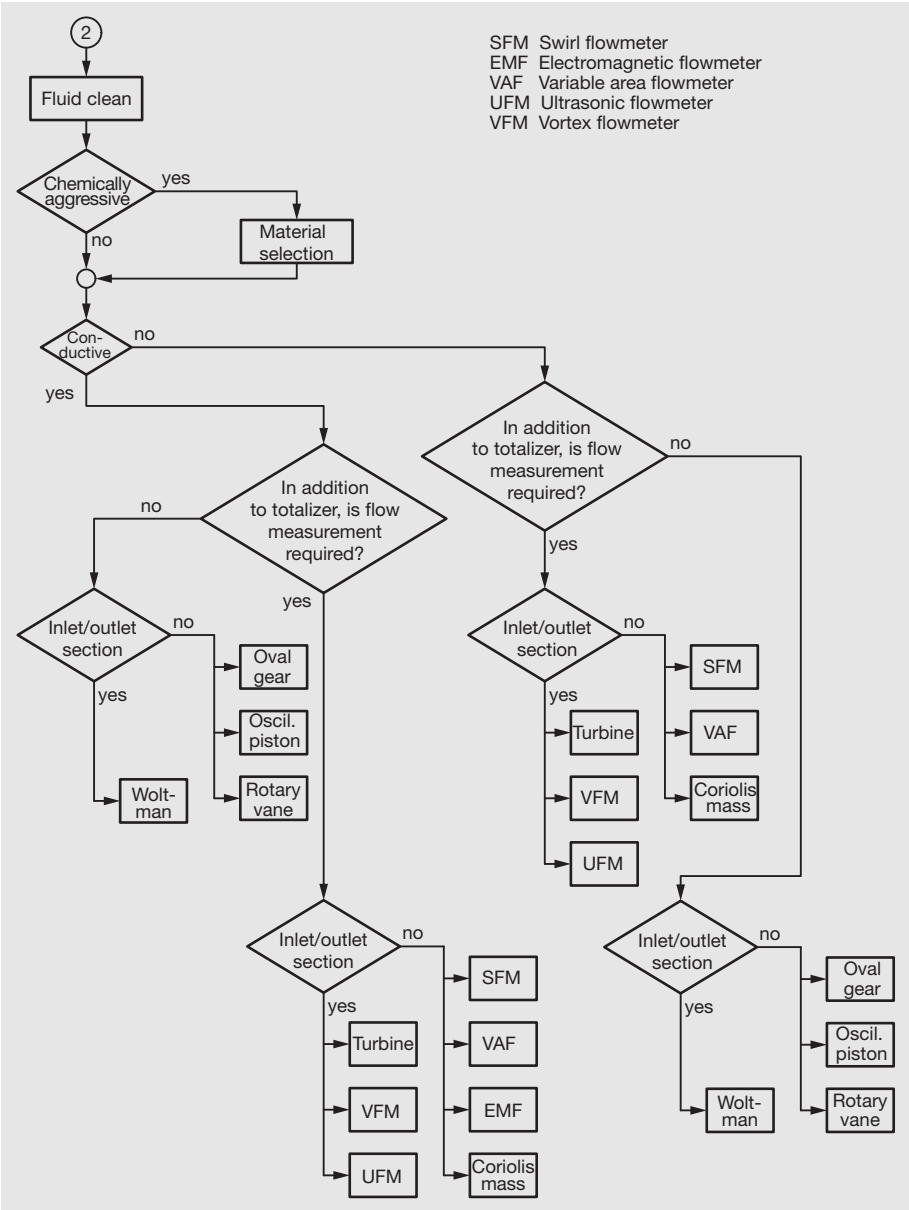 2
SFM Swirl flowmeter
EMF Electromagnetic flowmeter
VAF Variable area flowmeter
UFM Ultrasonic flowmeter
VFM Vortex flowmeter
Fluid clean
Chemically
aggressive
yes
no
Material
selection
Con-
ductive
no
yes
In addition
to totalizer, is flow
measurement
required?
no
yes
In addition
to totalizer, is flow
measurement
required?
no
yes
Inlet/outlet
section
no
yes
Oval
gear
Oscil.
piston
Rotary
vane
Wolt-
man
Inlet/outlet
section
no
yes
SFM
Turbine
VAF
VFM
Coriolis
mass
UFM
Inlet/outlet
section
no
yes
SFM
Turbine
VAF
VFM
EMF
UFM
Coriolis
mass
Inlet/outlet
section
no
yes
Oval
gear
Oscil.
piston
Wolt-
man
Rotary
vane